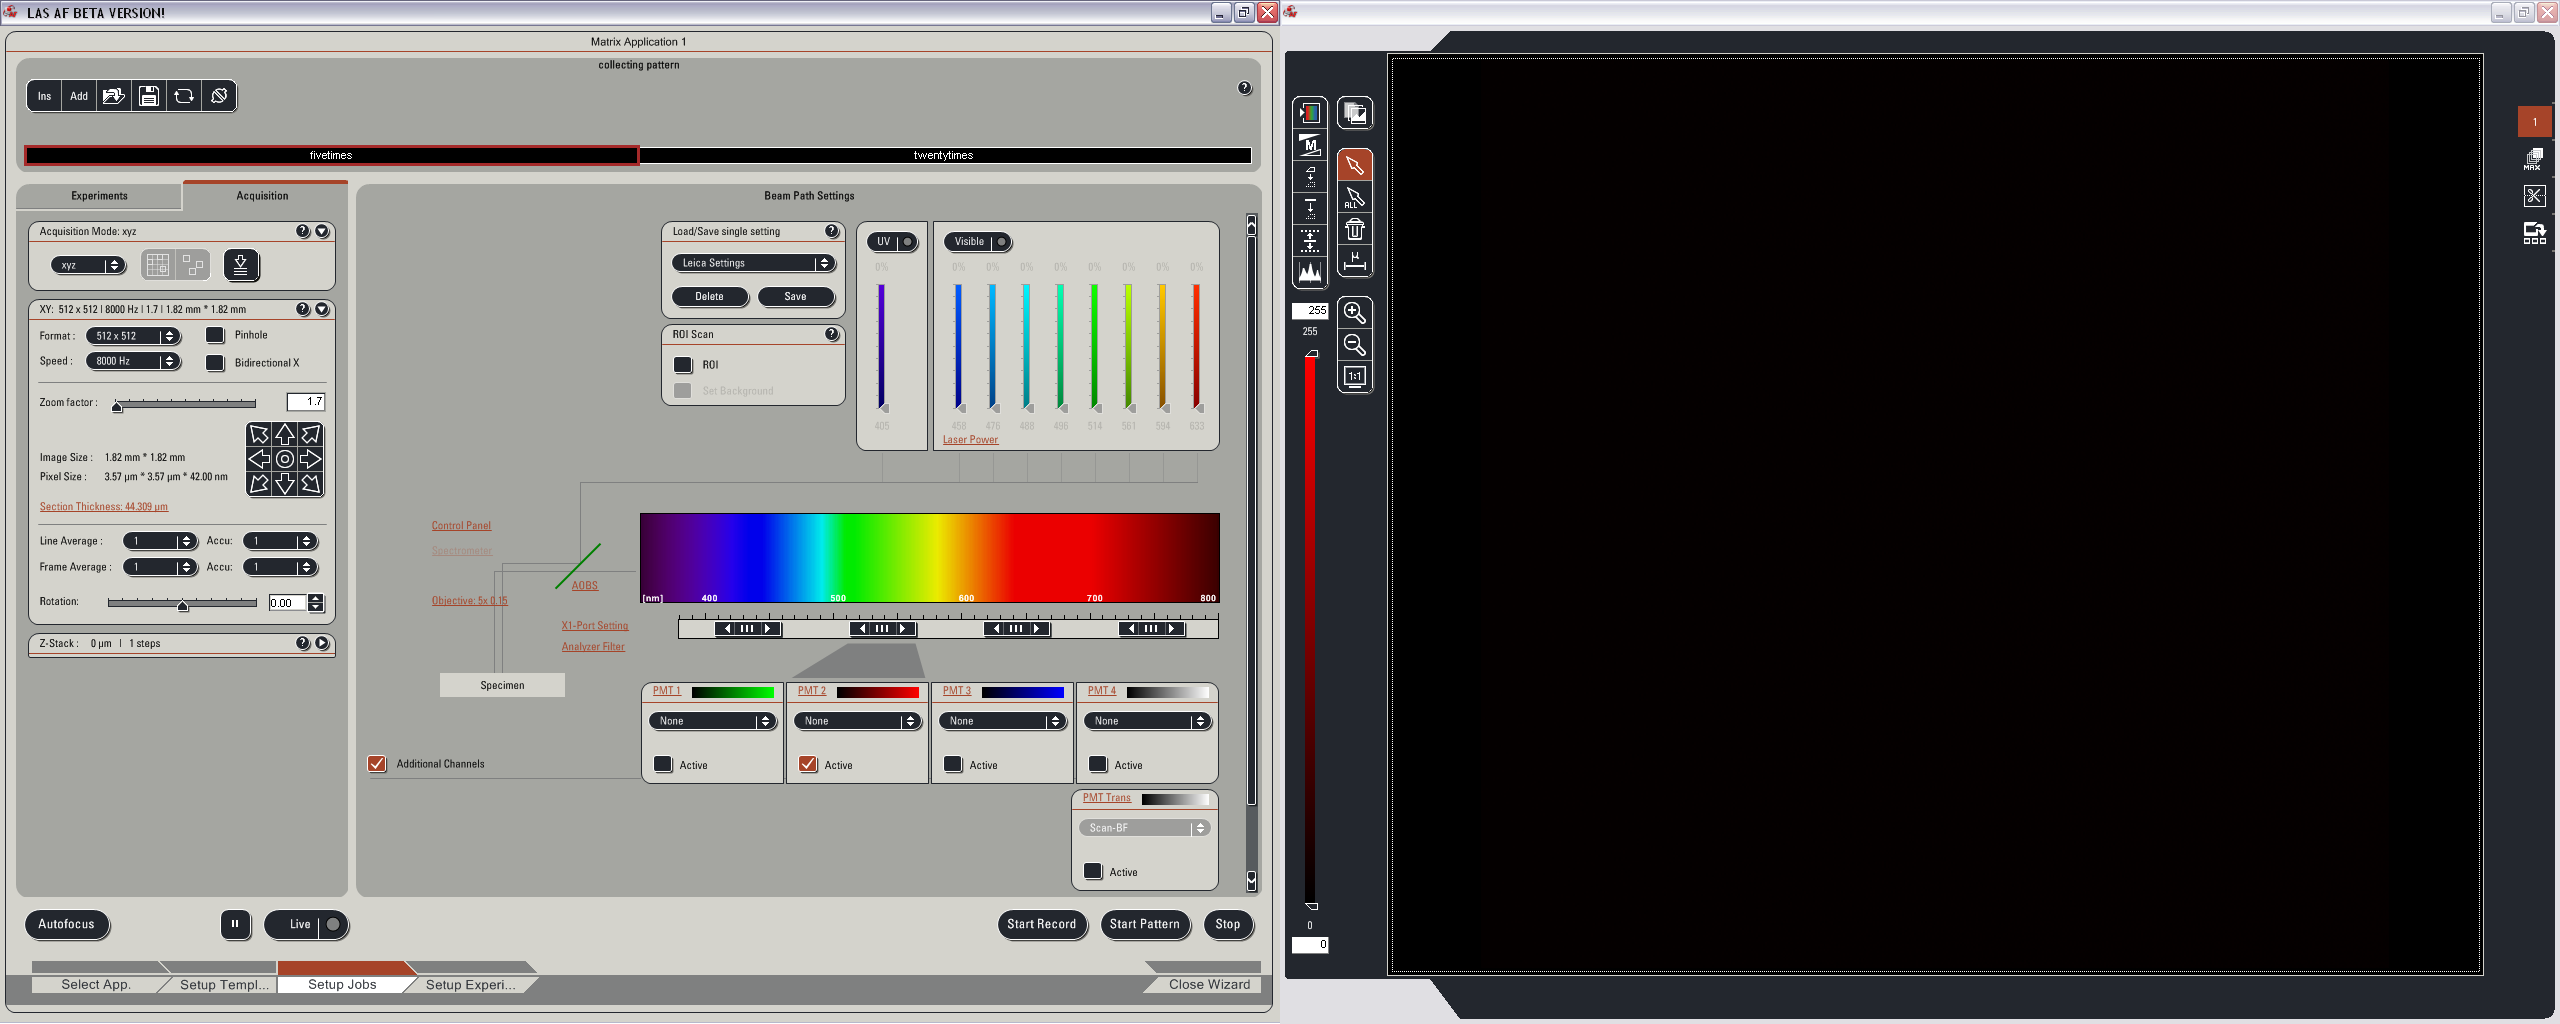 LAS AF BETA VERSION!
Matrix Application 1
collecting pattern
Ins Add
?
fivetimes twentytimes
Experiments Acquisition
Beam Path Settings
Acquisition Mode: xyz ?
xyz
XY: 512 x 512 | 8000 Hz | 1.7 | 1.82 mm * 1.82 mm ?
Format : 512 x 512 Pinhole
Speed : 8000 Hz Bidirectional X
Zoom factor : 1.7
Image Size : 1.82 mm * 1.82 mm
Pixel Size : 3.57 µm * 3.57 µm * 42.00 nm
Section Thickness: 44.309 µm
Line Average : 1 Accu: 1
Frame Average : 1 Accu: 1
Rotation: 0.00
Z-Stack : 0 µm | 1 steps ?
Load/Save single setting ?
Leica Settings
Delete Save
ROI Scan ?
ROI
Set Background
UV Visible
0% 0% 0% 0% 0% 0% 0% 0% 0%
405 458 476 488 496 514 561 594 633
Laser Power
Control Panel
Spectrometer
AOBS
Objective: 5x 0.15
X1-Port Setting
Analyzer Filter
Specimen
[nm] 400 500 600 700 800
PMT 1 PMT 2 PMT 3 PMT 4
None None None None
Active Active Active Active
Additional Channels
PMT Trans
Scan-BF
Active
Autofocus Live Start Record Start Pattern Stop
Select App. Setup Templ... Setup Jobs Setup Experi... Close Wizard
M
ALL
µ
255
255
1:1
0
0
1
MAX